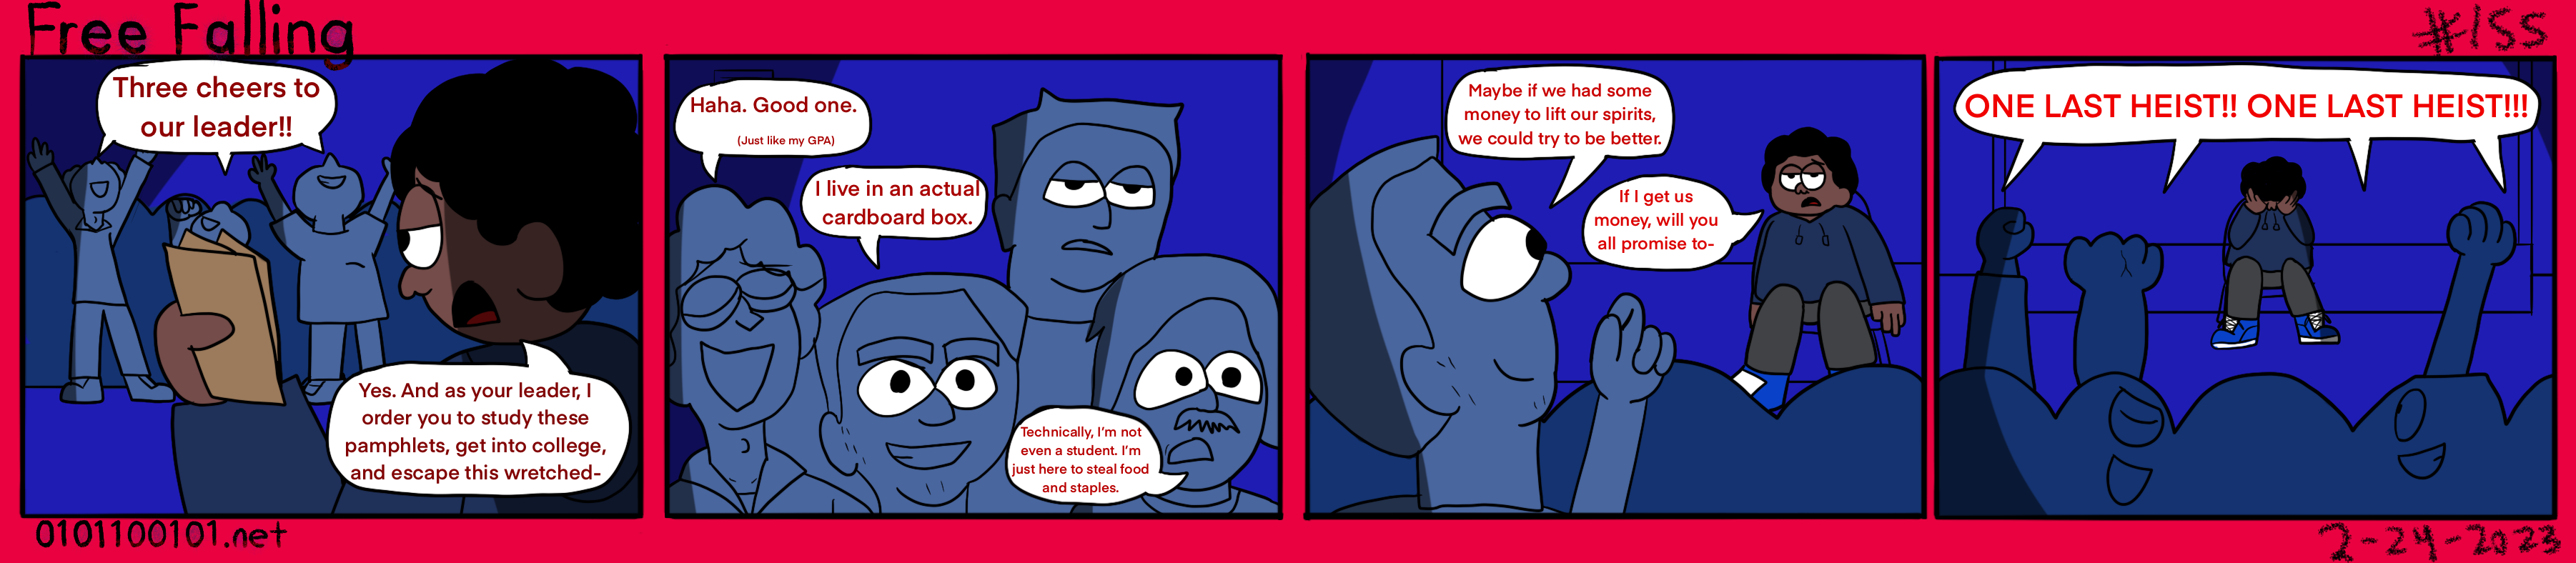 Free Falling
#155
Three cheers to
our leader!!
Yes. And as your leader, I
order you to study these
pamphlets, get into college,
and escape this wretched-
Haha. Good one.
(Just like my GPA)
I live in an actual
cardboard box.
Technically, I'm not
even a student. I'm
just here to steal food
and staples.
Maybe if we had some
money to lift our spirits,
we could try to be better.
If I get us
money, will you
all promise to-
ONE LAST HEIST!! ONE LAST HEIST!!!
0101100101.net
2-24-2023